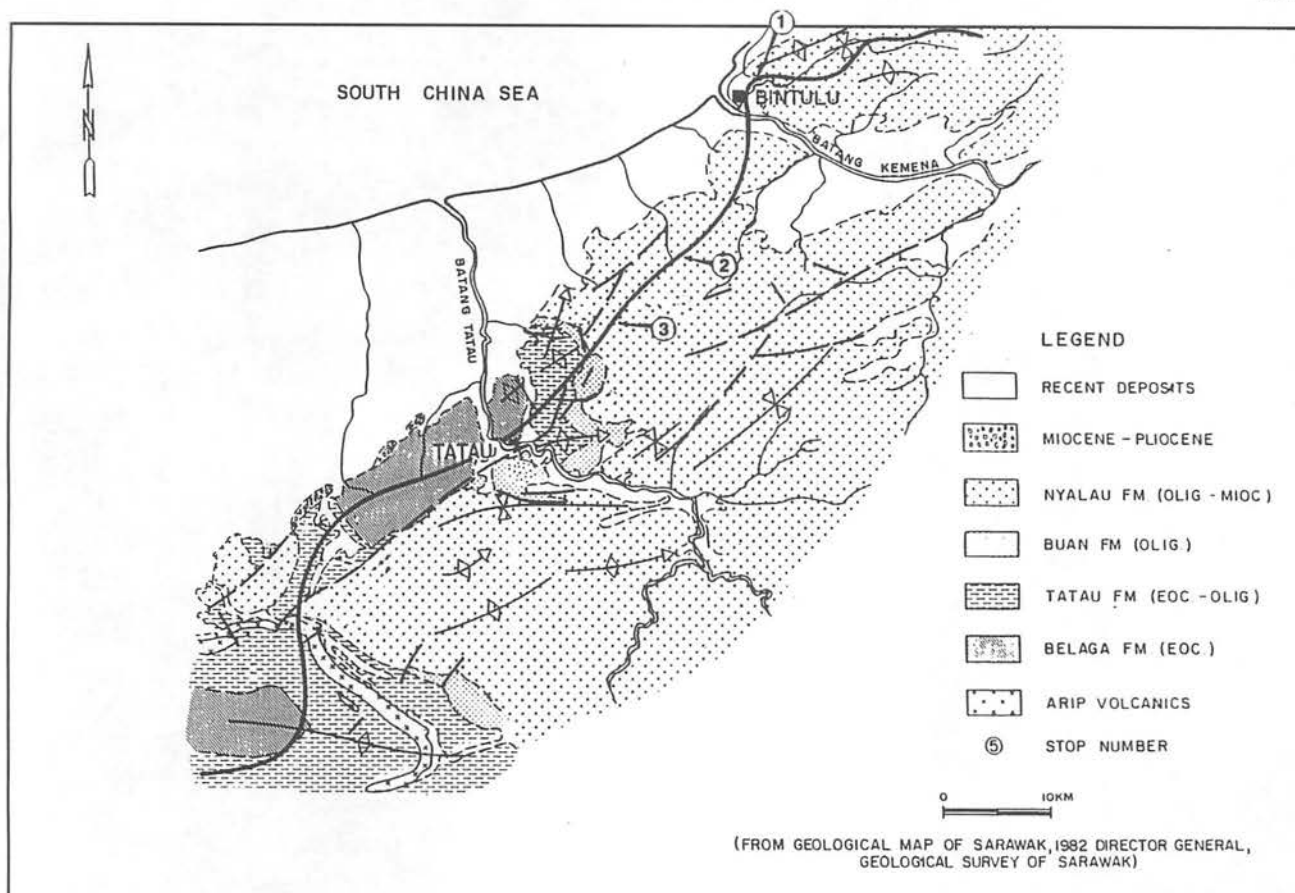 1
N
SOUTH CHINA SEA
BINTULU
BATANG KEMENA
2
BATANG TATAU
3
TATAU
LEGEND
RECENT DEPOSITS
MIOCENE - PLIOCENE
NYALAU FM (OLIG - MIOC)
BUAN FM (OLIG.)
TATAU FM (EOC. - OLIG)
BELAGA FM. (EOC.)
ARIP VOLCANICS
5 STOP NUMBER
0 10KM
(FROM GEOLOGICAL MAP OF SARAWAK, 1982 DIRECTOR GENERAL,
GEOLOGICAL SURVEY OF SARAWAK)